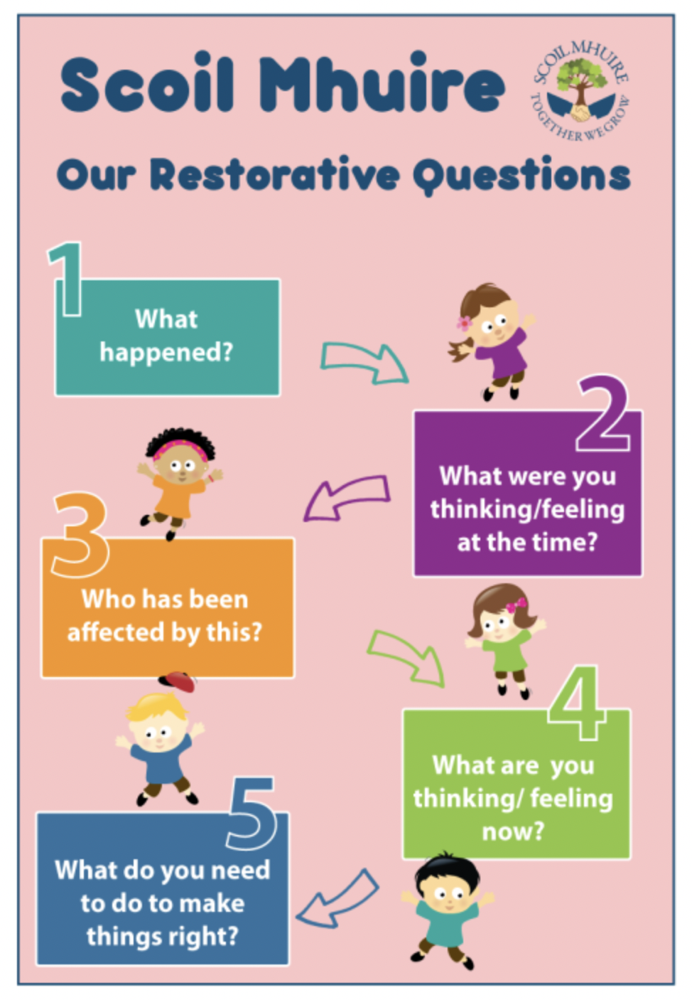 Scoil Mhuire
SCOIL MHUIRE
TOGETHER WE GROW
Our Restorative Questions
1
What
happened?
2
What were you
thinking/feeling
at the time?
3
Who has been
affected by this?
4
What are you
thinking/ feeling
now?
5
What do you need
to do to make
things right?